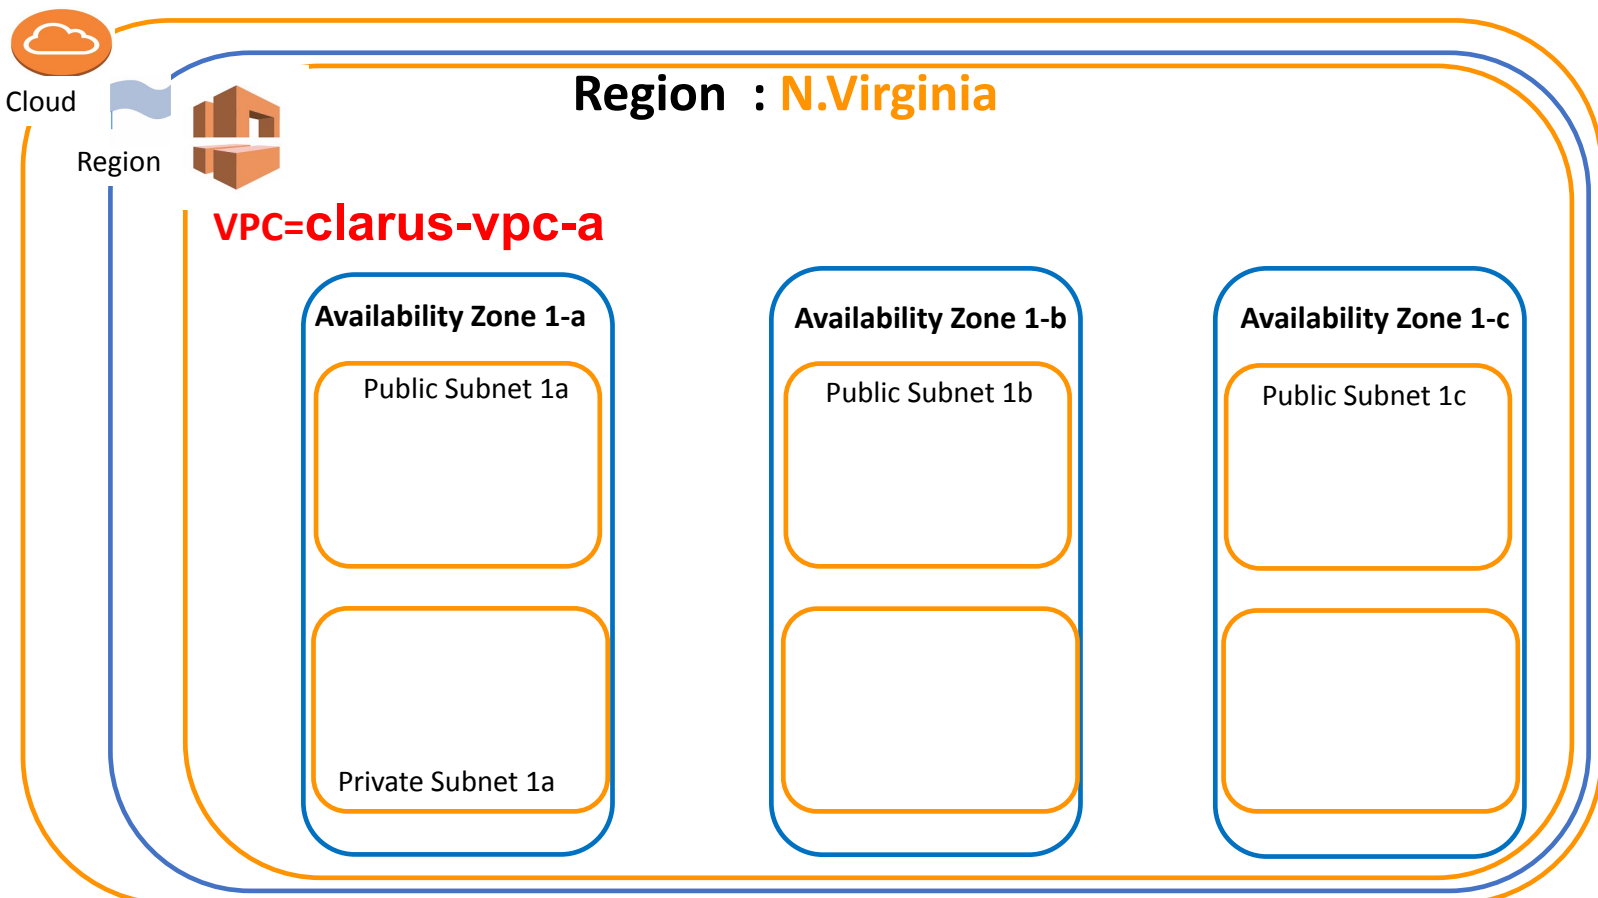 Cloud
Region
Region : N.Virginia
VPC=clarus-vpc-a
Availability Zone 1-a
Public Subnet 1a
Private Subnet 1a
Availability Zone 1-b
Public Subnet 1b
Availability Zone 1-c
Public Subnet 1c